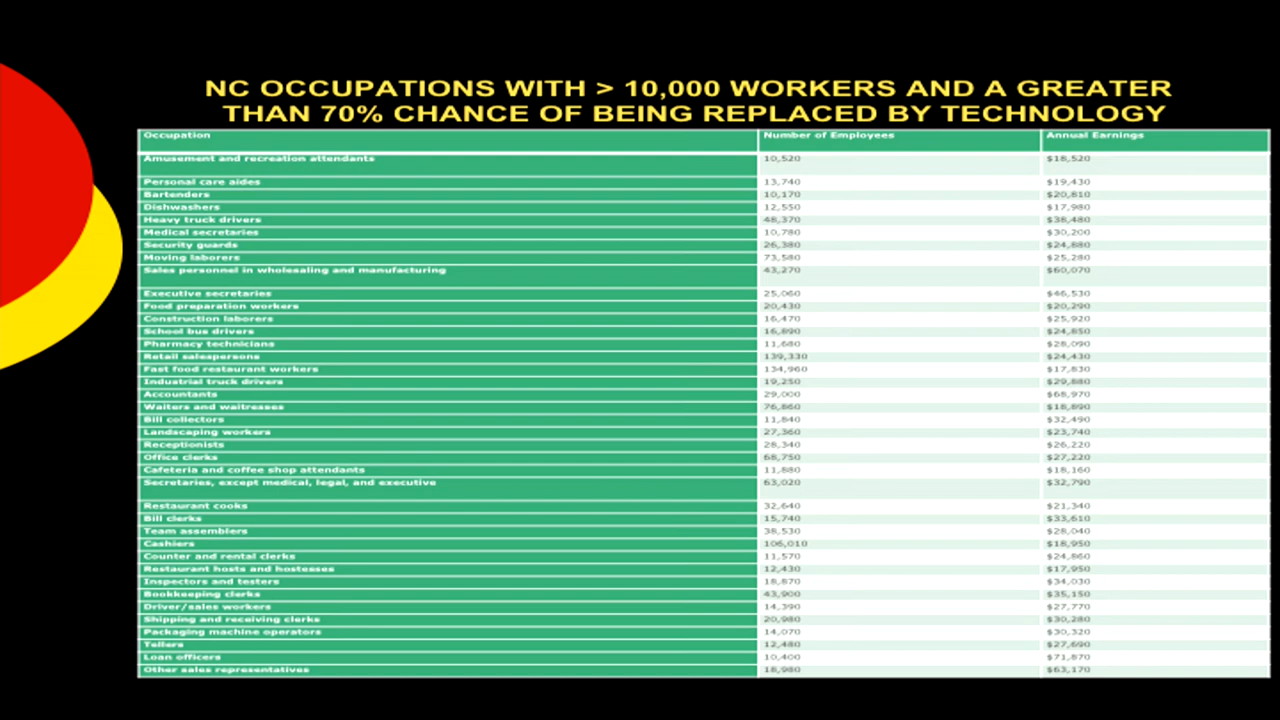 NC OCCUPATIONS WITH > 10,000 WORKERS AND A GREATER
THAN 70% CHANCE OF BEING REPLACED BY TECHNOLOGY
Occupation Number of Employees Annual Earnings
Amusement and recreation attendants 10,520 $18,520
Personal care aides 13,740 $19,430
Bartenders 10,170 $20,810
Dishwashers 12,550 $17,980
Heavy truck drivers 48,370 $38,480
Medical secretaries 10,780 $30,200
Security guards 26,380 $24,880
Moving laborers 73,580 $25,280
Sales personnel in wholesaling and manufacturing 43,270 $60,070
Executive secretaries 25,060 $46,530
Food preparation workers 20,430 $20,290
Construction laborers 16,470 $25,920
School bus drivers 16,890 $24,850
Pharmacy technicians 11,680 $28,090
Retail salespersons 139,330 $24,430
Fast food restaurant workers 134,960 $17,830
Industrial truck drivers 19,250 $29,880
Accountants 29,000 $68,970
Waiters and waitresses 76,860 $18,890
Bill collectors 11,840 $32,490
Landscaping workers 27,360 $23,740
Receptionists 28,340 $26,220
Office clerks 68,750 $27,220
Cafeteria and coffee shop attendants 11,880 $18,160
Secretaries, except medical, legal, and executive 63,020 $32,790
Restaurant cooks 32,640 $21,340
Bill clerks 15,740 $33,610
Team assemblers 38,530 $28,040
Cashiers 106,010 $18,950
Counter and rental clerks 11,570 $24,860
Restaurant hosts and hostesses 12,430 $17,950
Inspectors and testers 18,870 $34,030
Bookkeeping clerks 43,900 $35,150
Driver/sales workers 14,390 $27,770
Shipping and receiving clerks 20,980 $30,280
Packaging machine operators 14,070 $30,320
Tellers 12,480 $27,690
Loan officers 10,400 $71,870
Other sales representatives 18,980 $63,170